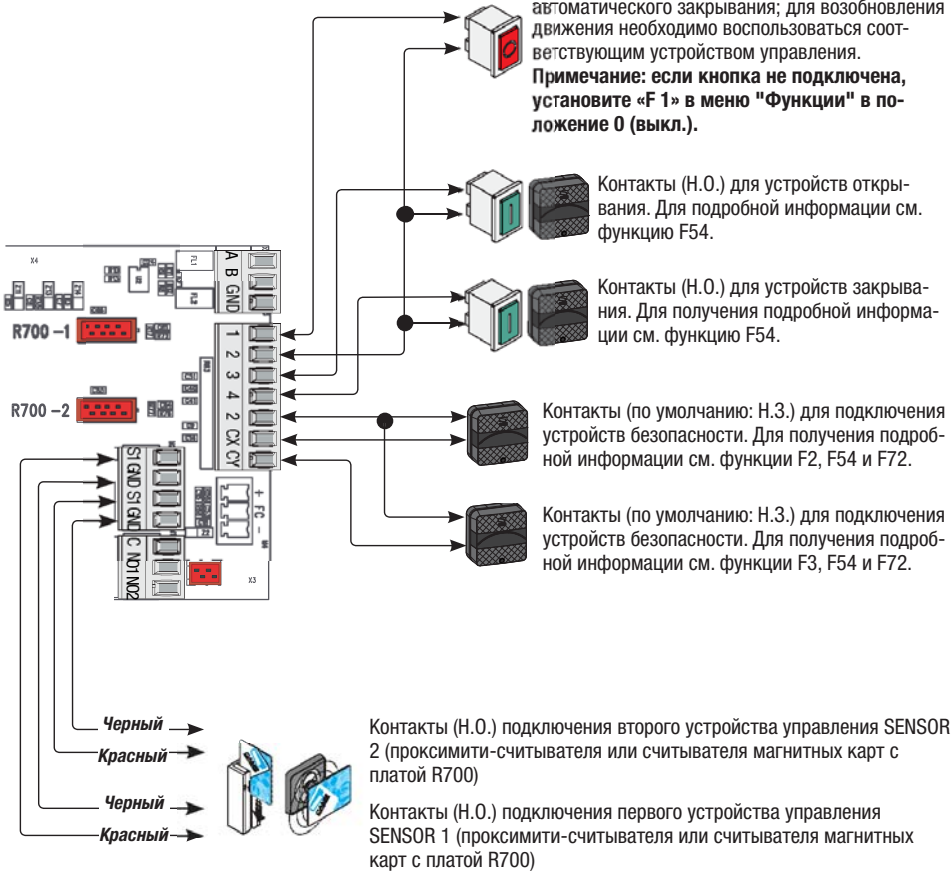 автоматического закрывания; для возобновления
движения необходимо воспользоваться соот-
ветствующим устройством управления.
Примечание: если кнопка не подключена,
установите «F 1» в меню "Функции" в по-
ложение 0 (выкл.).
Контакты (Н.О.) для устройств откры-
вания. Для подробной информации см.
функцию F54.
Контакты (Н.О.) для устройств закрыва-
ния. Для получения подробной информа-
ции см. функцию F54.
Контакты (по умолчанию: Н.З.) для подключения
устройств безопасности. Для получения подроб-
ной информации см. функции F2, F54 и F72.
Контакты (по умолчанию: Н.З.) для подключения
устройств безопасности. Для получения подроб-
ной информации см. функции F3, F54 и F72.
X4
FL1
A B GND
R700 –1
1 2 3 4 2 CX CY
R700 –2
S1 GND S1 GND
+ FC -
C NO1 NO2
X3
Черный
Красный
Черный
Красный
Контакты (Н.О.) подключения второго устройства управления SENSOR
2 (проксимити-считывателя или считывателя магнитных карт с
платой R700)
Контакты (Н.О.) подключения первого устройства управления
SENSOR 1 (проксимити-считывателя или считывателя магнитных
карт с платой R700)